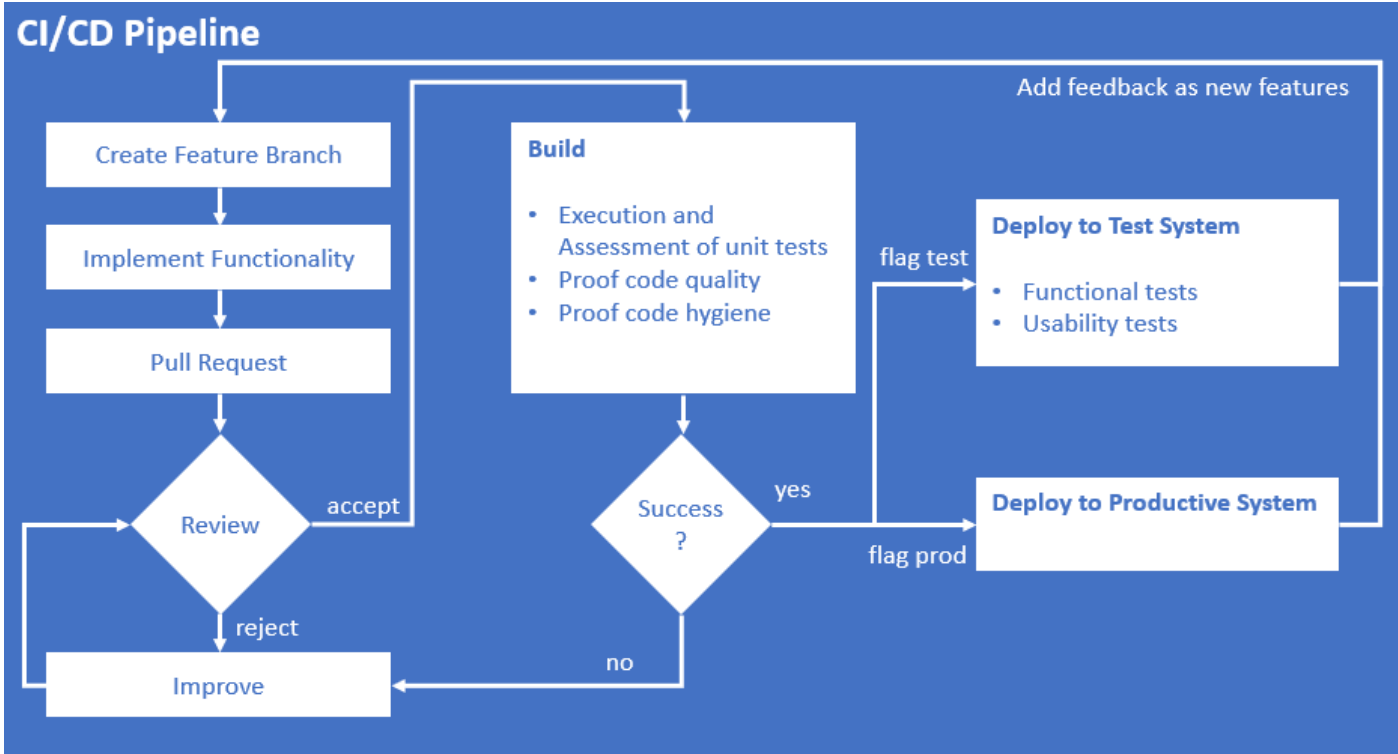 CI/CD Pipeline
Add feedback as new features
Create Feature Branch
Implement Functionality
Pull Request
Review
accept
reject
Improve
Build
• Execution and
Assessment of unit tests
• Proof code quality
• Proof code hygiene
Success
?
yes
no
flag test
flag prod
Deploy to Test System
• Functional tests
• Usability tests
Deploy to Productive System